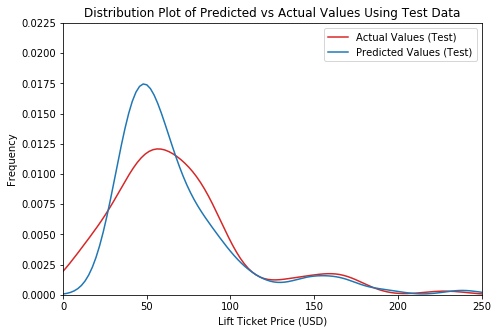 Distribution Plot of Predicted vs Actual Values Using Test Data
0.0225
0.0200
0.0175
0.0150
0.0125
0.0100
0.0075
0.0050
0.0025
0.0000
Frequency
Actual Values (Test)
Predicted Values (Test)
0 50 100 150 200 250
Lift Ticket Price (USD)